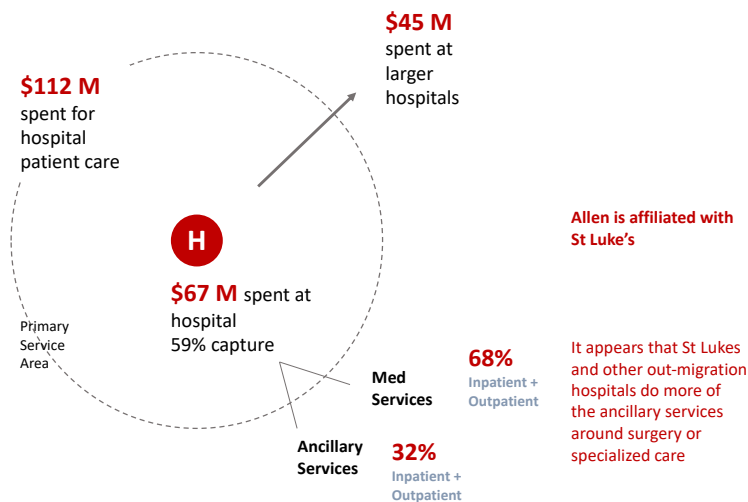 $45 M
spent at
larger
hospitals
$112 M
spent for
hospital
patient care
Allen is affiliated with
St Luke's
H
$67 M spent at
hospital
59% capture
Primary
Service
Area
Med
Services
68%
Inpatient +
Outpatient
It appears that St Lukes
and other out-migration
hospitals do more of
the ancillary services
around surgery or
specialized care
Ancillary
Services
32%
Inpatient +
Outpatient